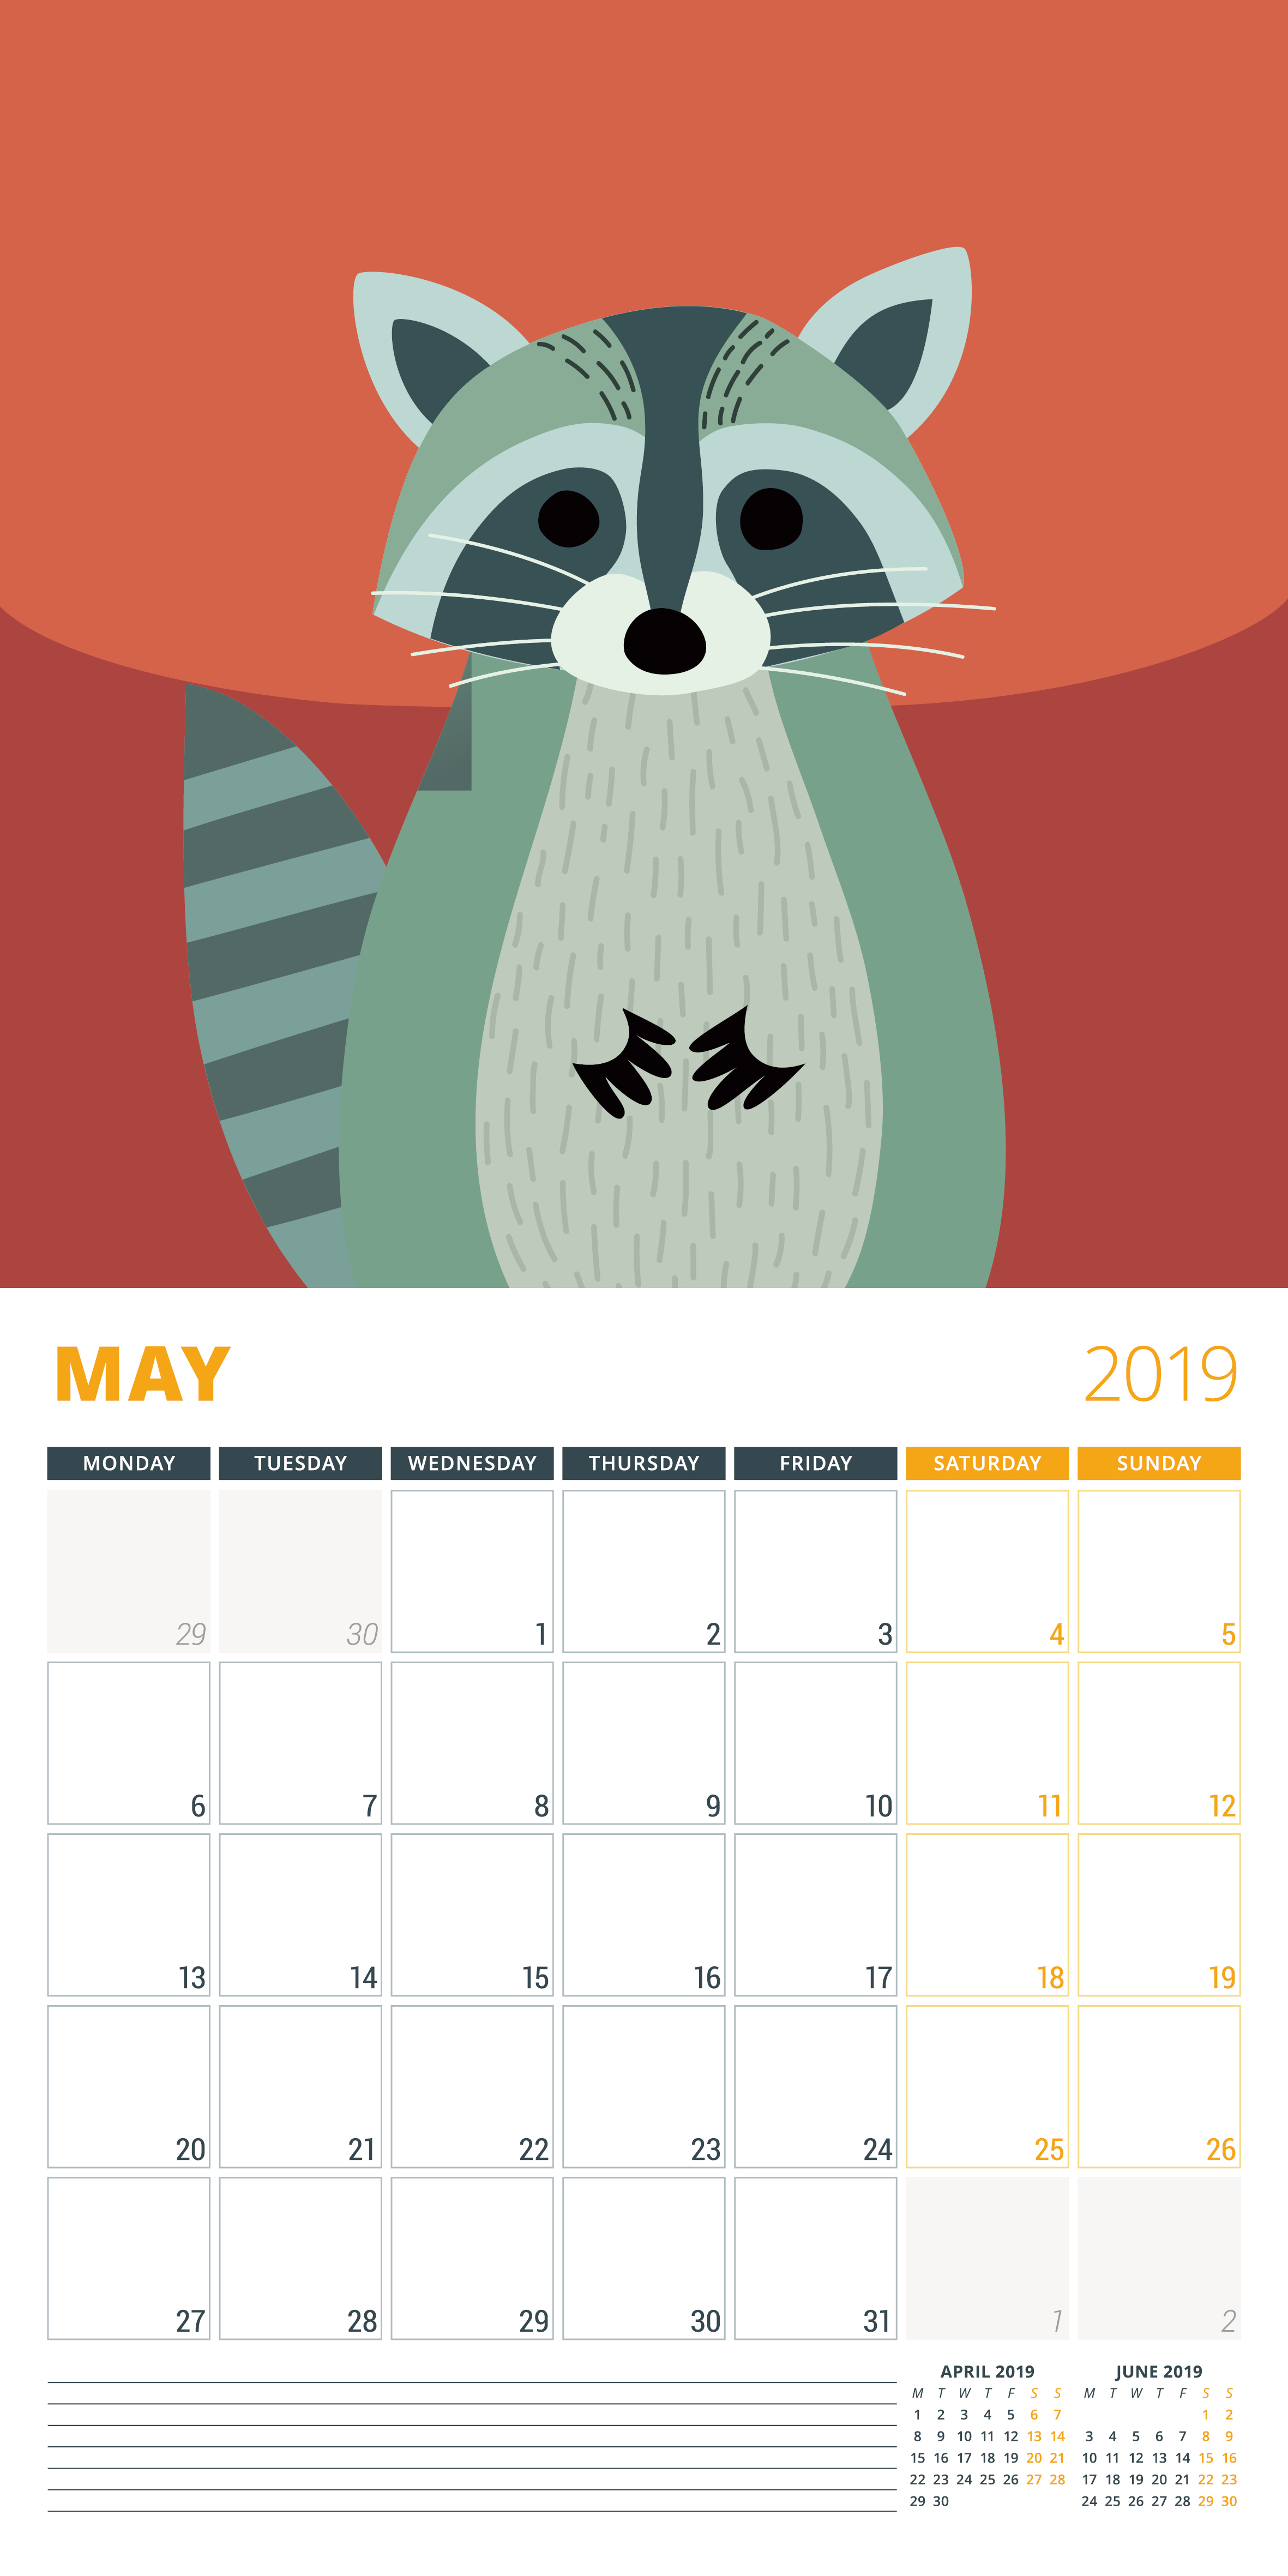 MAY 2019
MONDAY TUESDAY WEDNESDAY THURSDAY FRIDAY SATURDAY SUNDAY
29 30 1 2 3 4 5
6 7 8 9 10 11 12
13 14 15 16 17 18 19
20 21 22 23 24 25 26
27 28 29 30 31 1 2
APRIL 2019
M T W T F S S
1 2 3 4 5 6 7
8 9 10 11 12 13 14
15 16 17 18 19 20 21
22 23 24 25 26 27 28
29 30
JUNE 2019
M T W T F S S
1 2
3 4 5 6 7 8 9
10 11 12 13 14 15 16
17 18 19 20 21 22 23
24 25 26 27 28 29 30